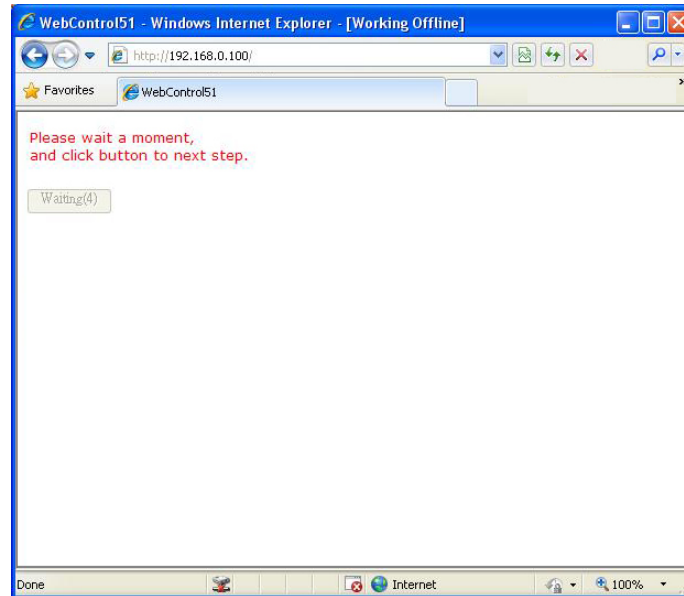 WebControl51 - Windows Internet Explorer - [Working Offline]
http://192.168.0.100/
Favorites
WebControl51
Please wait a moment,
and click button to next step.
Waiting(4)
Done
Internet
100%